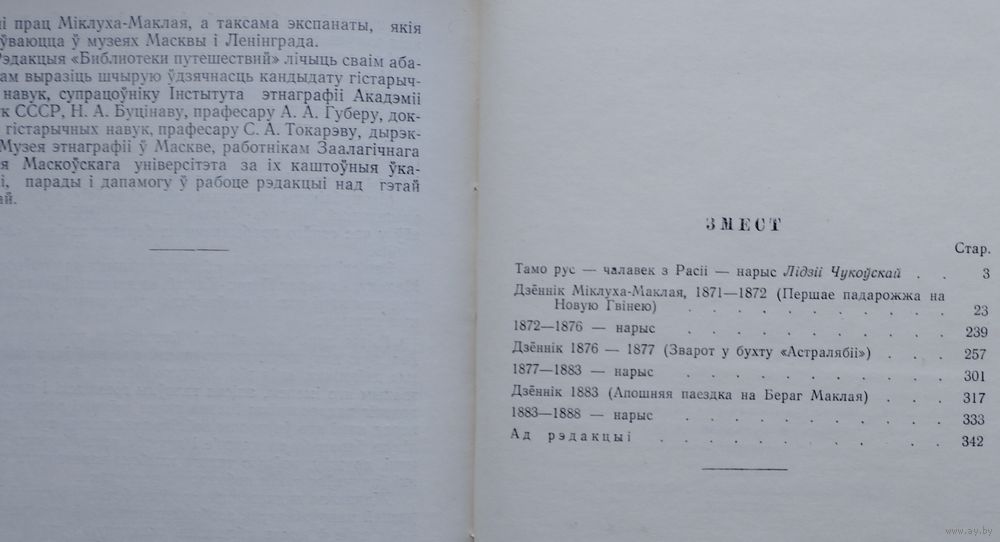 прац Міклуха-Маклая, а таксама экспанаты, якія
ўваюцца ў музеях Масквы і Ленінграда.
Рэдакцыя «Библиотеки путешествий» лічыць сваім аба-
ам выразіць шчырую ўдзячнасць кандыдату гістарыч-
навук, супрацоўніку Інстытута этнаграфіі Акадэміі
к СССР, Н. А. Буцінаву, прафесару А. А. Губеру, док-
гістарычных навук, прафесару С. А. Токарэву, дырэк-
Музея этнаграфіі ў Маскве, работнікам Заалагічнага
я Маскоўскага універсітэта за іх каштоўныя ўка-
і, парады і дапамогу ў рабоце рэдакцыі над гэтай
ай.
ЗМЕСТ
Стар.
Тамо рус — чалавек з Расіі — нарыс Лідзіі Чукоўскай . . 3
Дзённік Міклуха-Маклая, 1871—1872 (Першае падарожжа на
Новую Гвінею) . . . . . . . . . . 23
1872—1876 — нарыс . . . . . . . . . . 239
Дзённік 1876 — 1877 (Зварот у бухту «Астралябіі») . . . 257
1877—1883 — нарыс . . . . . . . . . . 301
Дзённік 1883 (Апошняя паездка на Бераг Маклая) . . . 317
1883—1888 — нарыс . . . . . . . . . . 333
Ад рэдакцыі . . . . . . . . . . . 342
www.ay.by